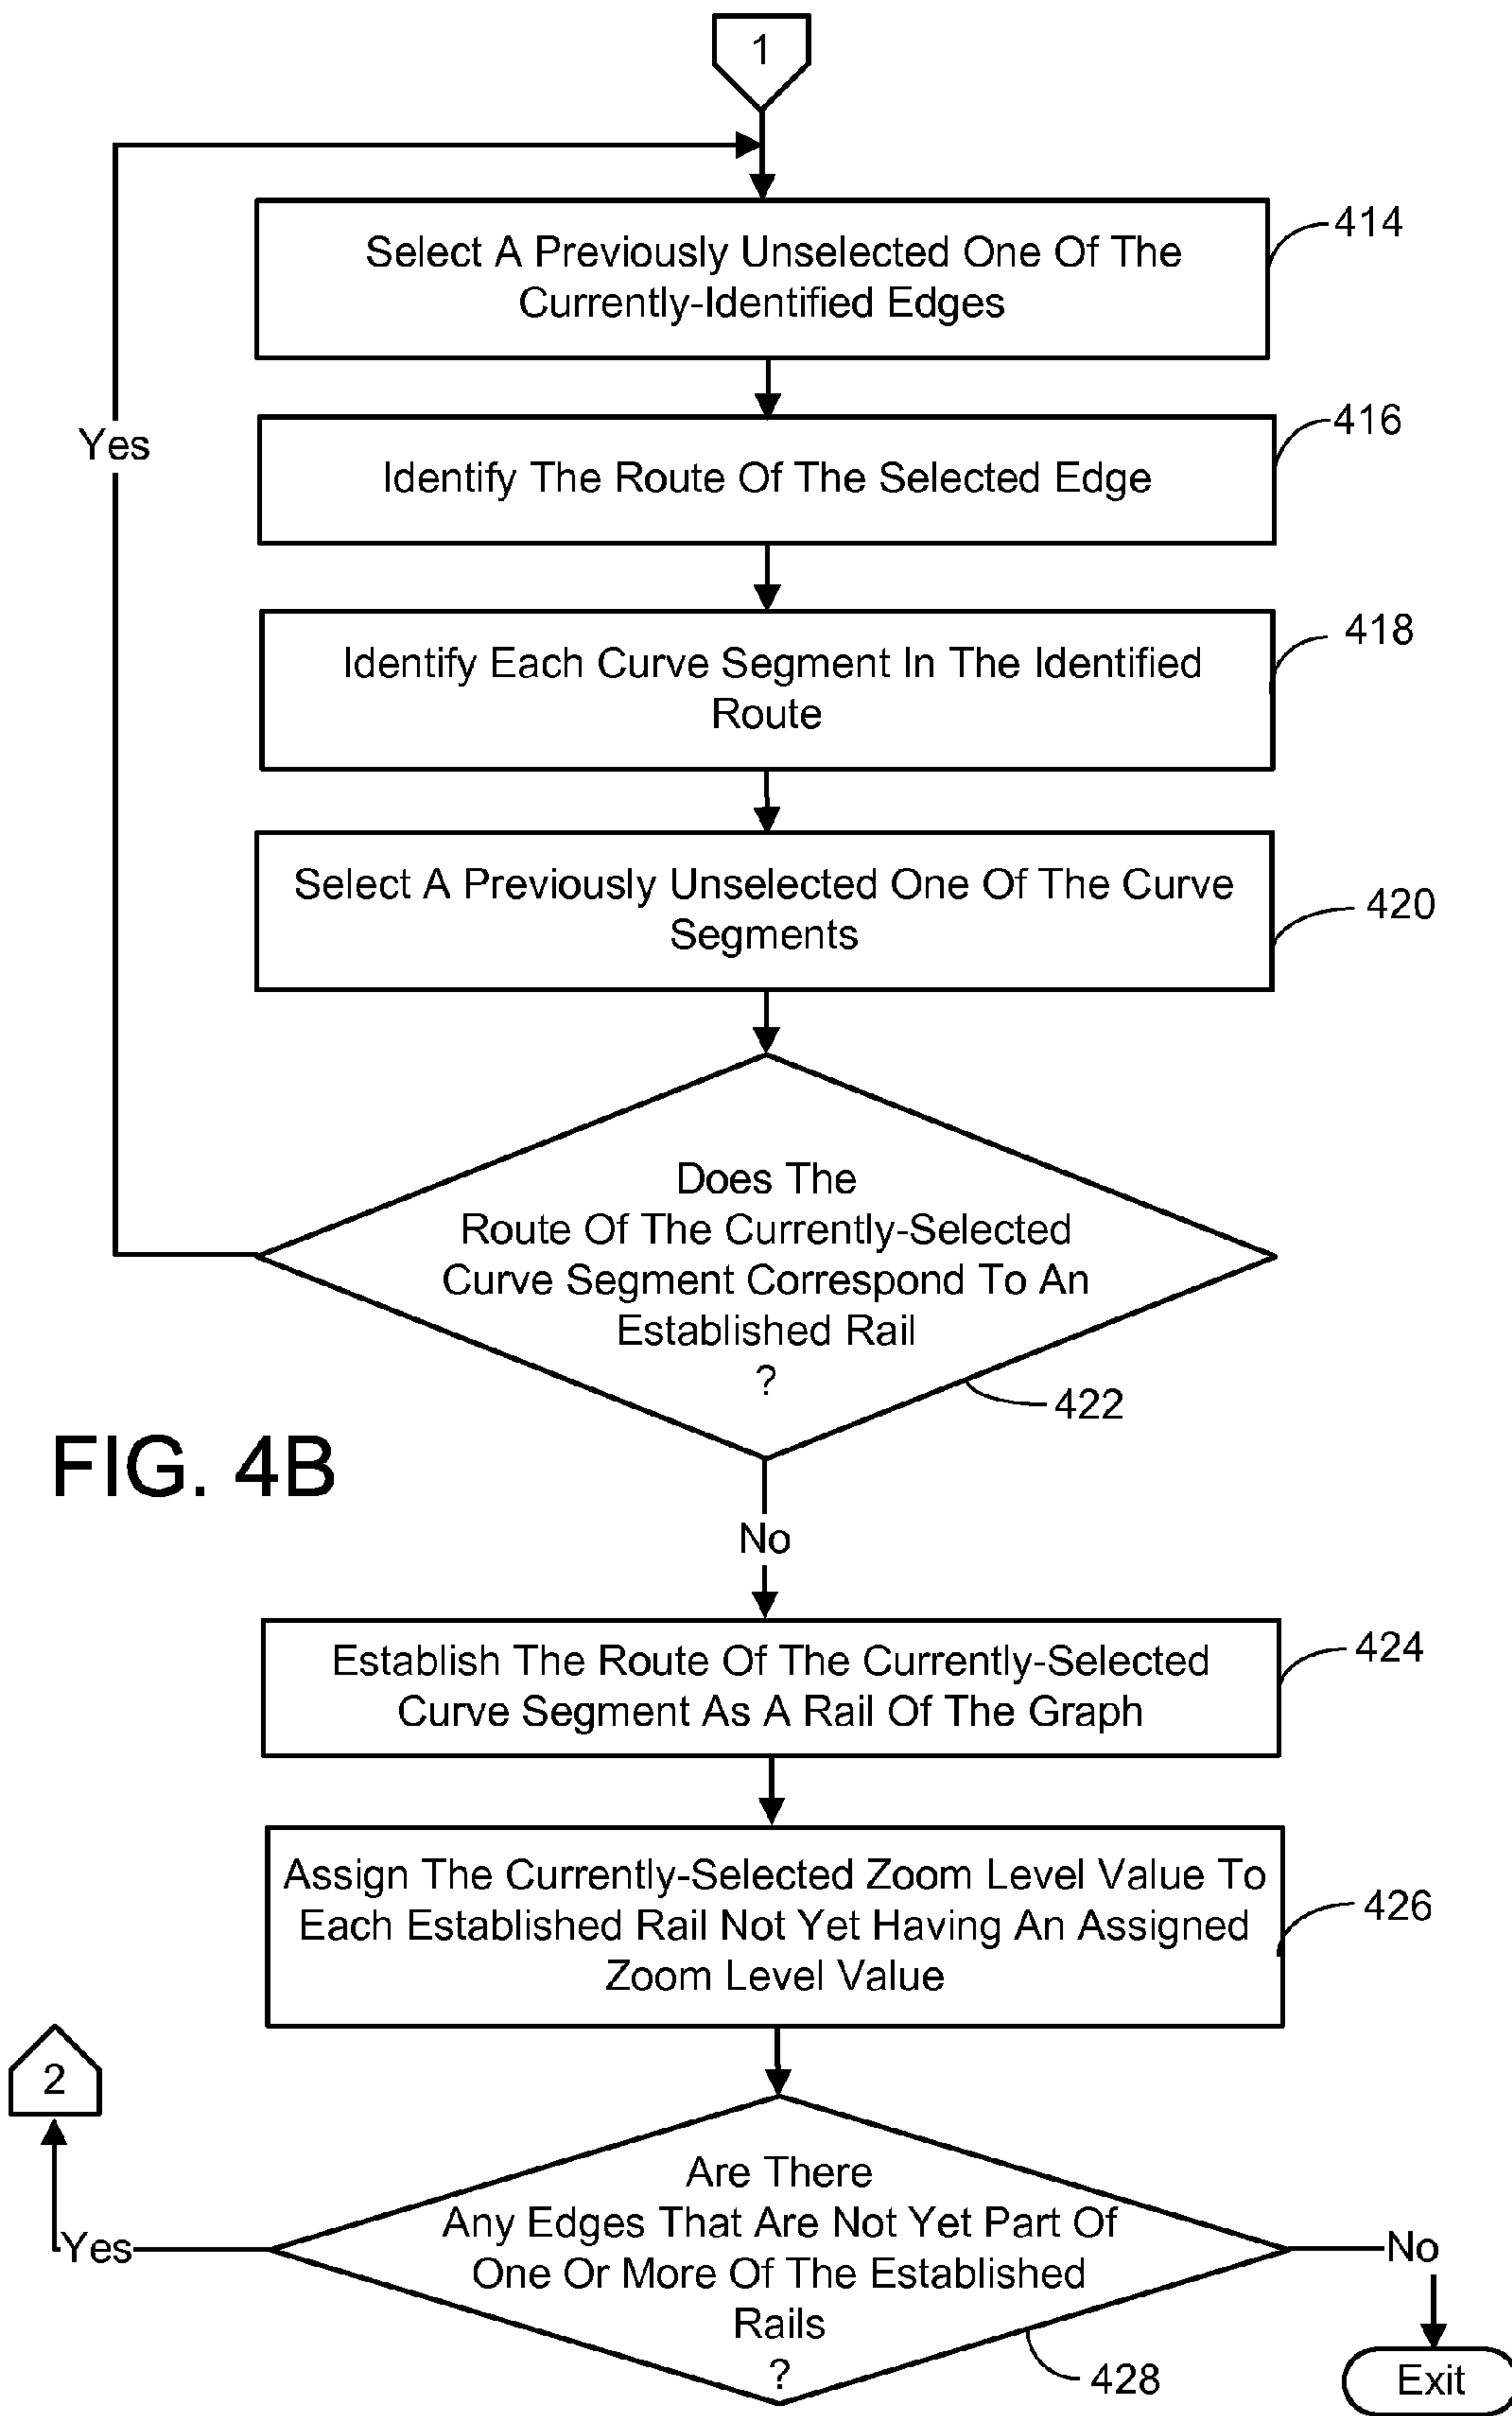 1
Select A Previously Unselected One Of The
Currently-Identified Edges
414
Yes
Identify The Route Of The Selected Edge
416
Identify Each Curve Segment In The Identified
Route
418
Select A Previously Unselected One Of The Curve
Segments
420
Does The
Route Of The Currently-Selected
Curve Segment Correspond To An
Established Rail
?
422
FIG. 4B
No
Establish The Route Of The Currently-Selected
Curve Segment As A Rail Of The Graph
424
Assign The Currently-Selected Zoom Level Value To
Each Established Rail Not Yet Having An Assigned
Zoom Level Value
426
2
Are There
Any Edges That Are Not Yet Part Of
One Or More Of The Established
Rails
?
Yes
No
428
Exit